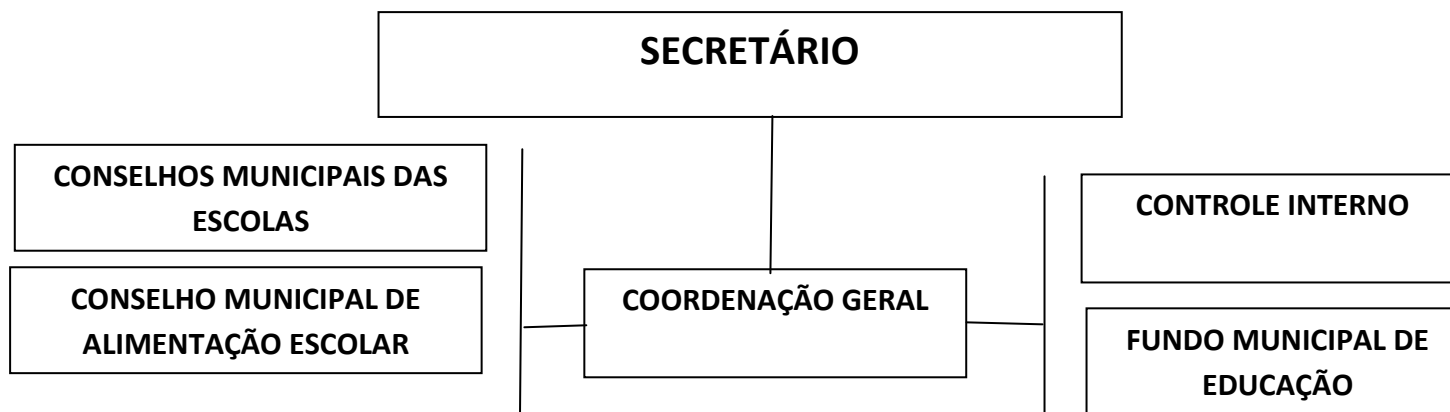 SECRETÁRIO
CONSELHOS MUNICIPAIS DAS
ESCOLAS
CONSELHO MUNICIPAL DE
ALIMENTAÇÃO ESCOLAR
COORDENAÇÃO GERAL
CONTROLE INTERNO
FUNDO MUNICIPAL DE
EDUCAÇÃO